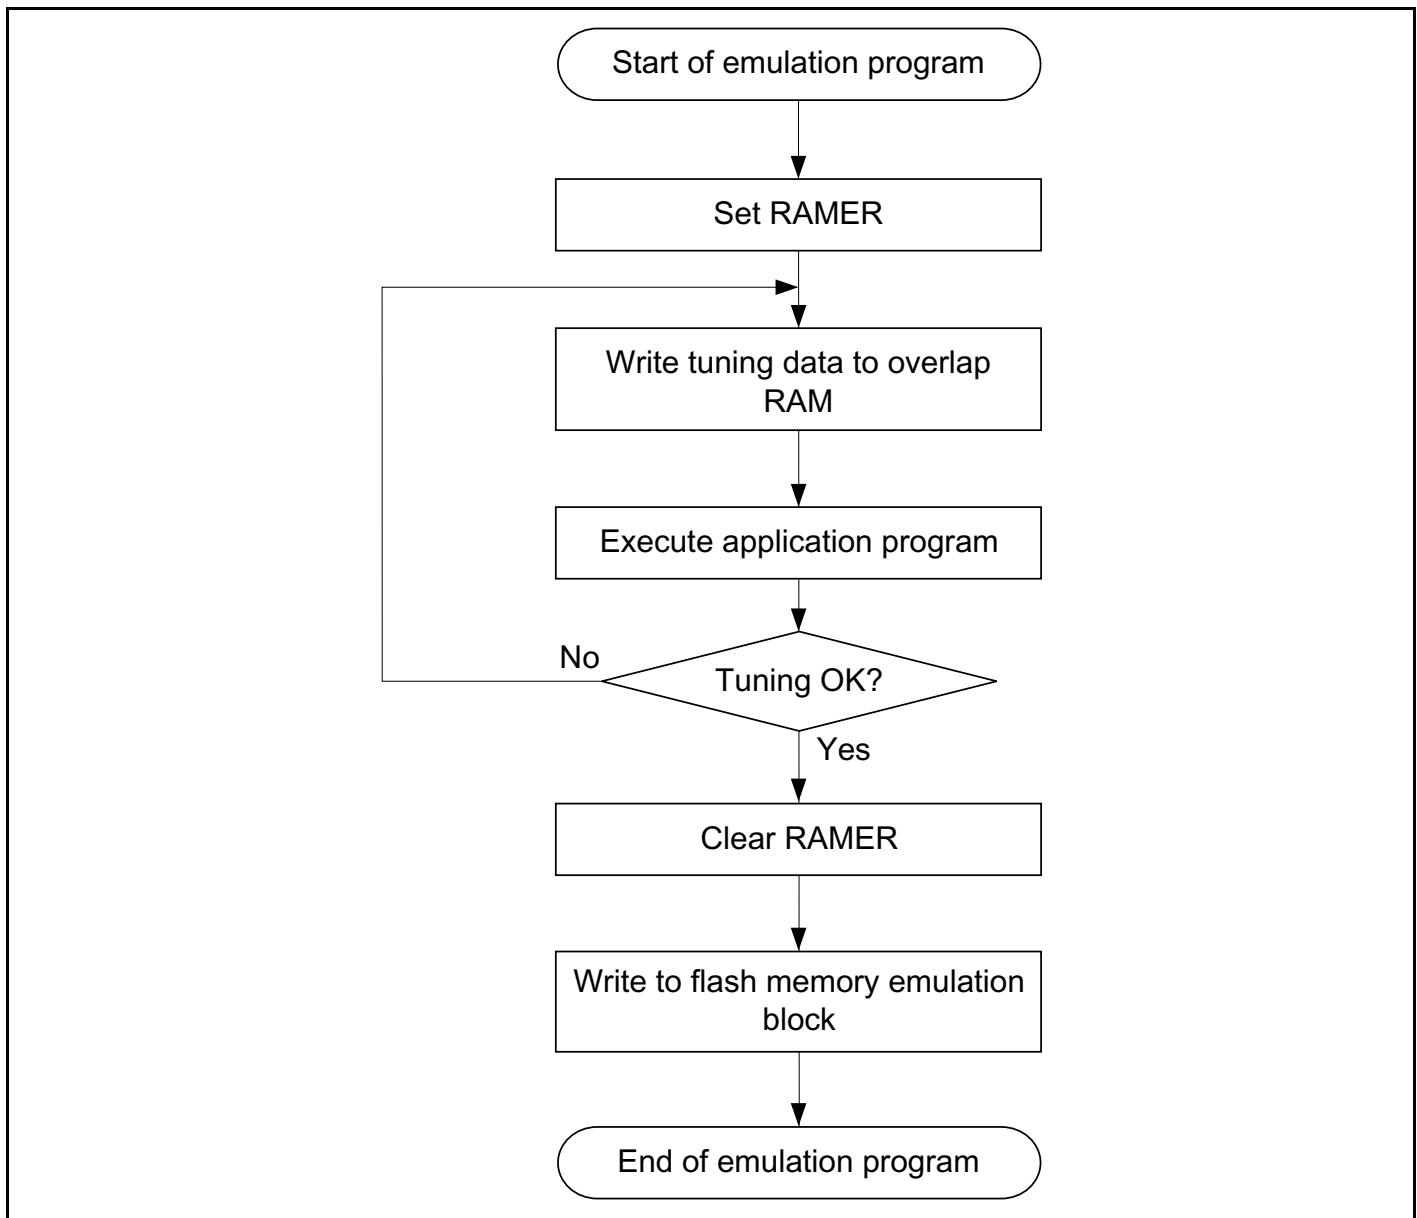 Start of emulation program
Set RAMER
Write tuning data to overlap
RAM
Execute application program
No
Tuning OK?
Yes
Clear RAMER
Write to flash memory emulation
block
End of emulation program